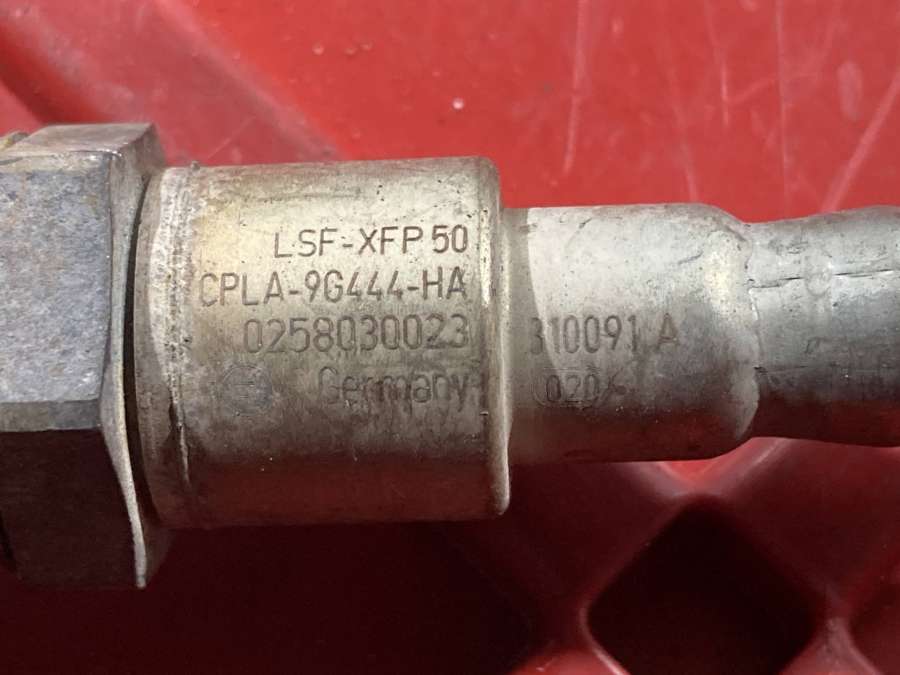 LSF-XFP 50
CPLA-9G444-HA
0258030023 310091 A
Germany 020